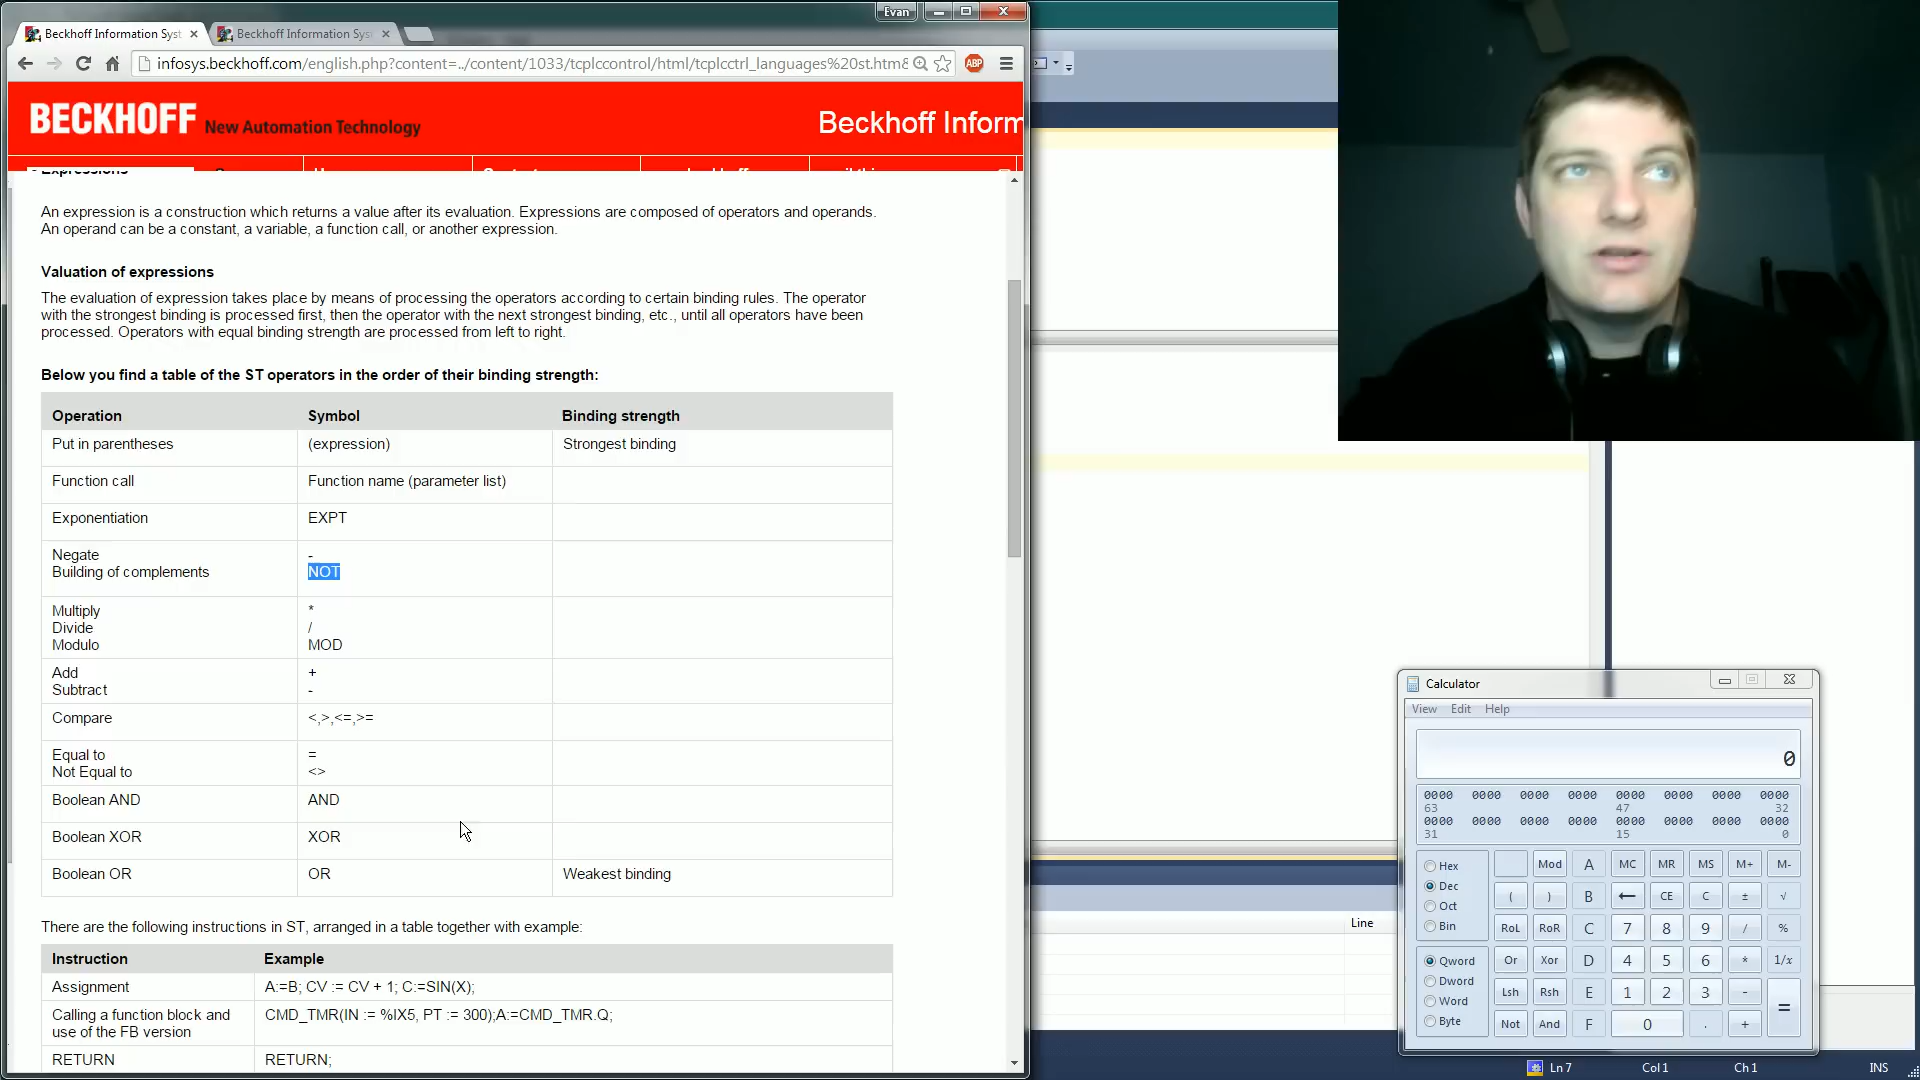 Evan
Beckhoff Information Syst
Beckhoff Information Sys
infosys.beckhoff.com/english.php?content=../content/1033/tcplccontrol/html/tcplcctrl_languages%20st.htm&
ABP
BECKHOFF New Automation Technology
Beckhoff Inform
Expressions
An expression is a construction which returns a value after its evaluation. Expressions are composed of operators and operands.
An operand can be a constant, a variable, a function call, or another expression.
Valuation of expressions
The evaluation of expression takes place by means of processing the operators according to certain binding rules. The operator
with the strongest binding is processed first, then the operator with the next strongest binding, etc., until all operators have been
processed. Operators with equal binding strength are processed from left to right.
Below you find a table of the ST operators in the order of their binding strength:
Operation Symbol Binding strength
Put in parentheses (expression) Strongest binding
Function call Function name (parameter list)
Exponentiation EXPT
Negate -
Building of complements NOT
Multiply *
Divide /
Modulo MOD
Add +
Subtract -
Compare <,>,<=,>=
Equal to =
Not Equal to <>
Boolean AND AND
Boolean XOR XOR
Boolean OR OR Weakest binding
There are the following instructions in ST, arranged in a table together with example:
Instruction Example
Assignment A:=B; CV := CV + 1; C:=SIN(X);
Calling a function block and
use of the FB version CMD_TMR(IN := %IX5, PT := 300);A:=CMD_TMR.Q;
RETURN RETURN;
Line
Calculator
View Edit Help
0
0000 0000 0000 0000 0000 0000 0000 0000
63 47 32
0000 0000 0000 0000 0000 0000 0000 0000
31 15 0
Hex Mod A MC MR MS M+ M-
Dec ( ) B ← CE C ± √
Oct
Bin RoL RoR C 7 8 9 / %
Qword Or Xor D 4 5 6 * 1/x
Dword Lsh Rsh E 1 2 3 - =
Word
Byte Not And F 0 . +
Ln 7 Col 1 Ch 1 INS